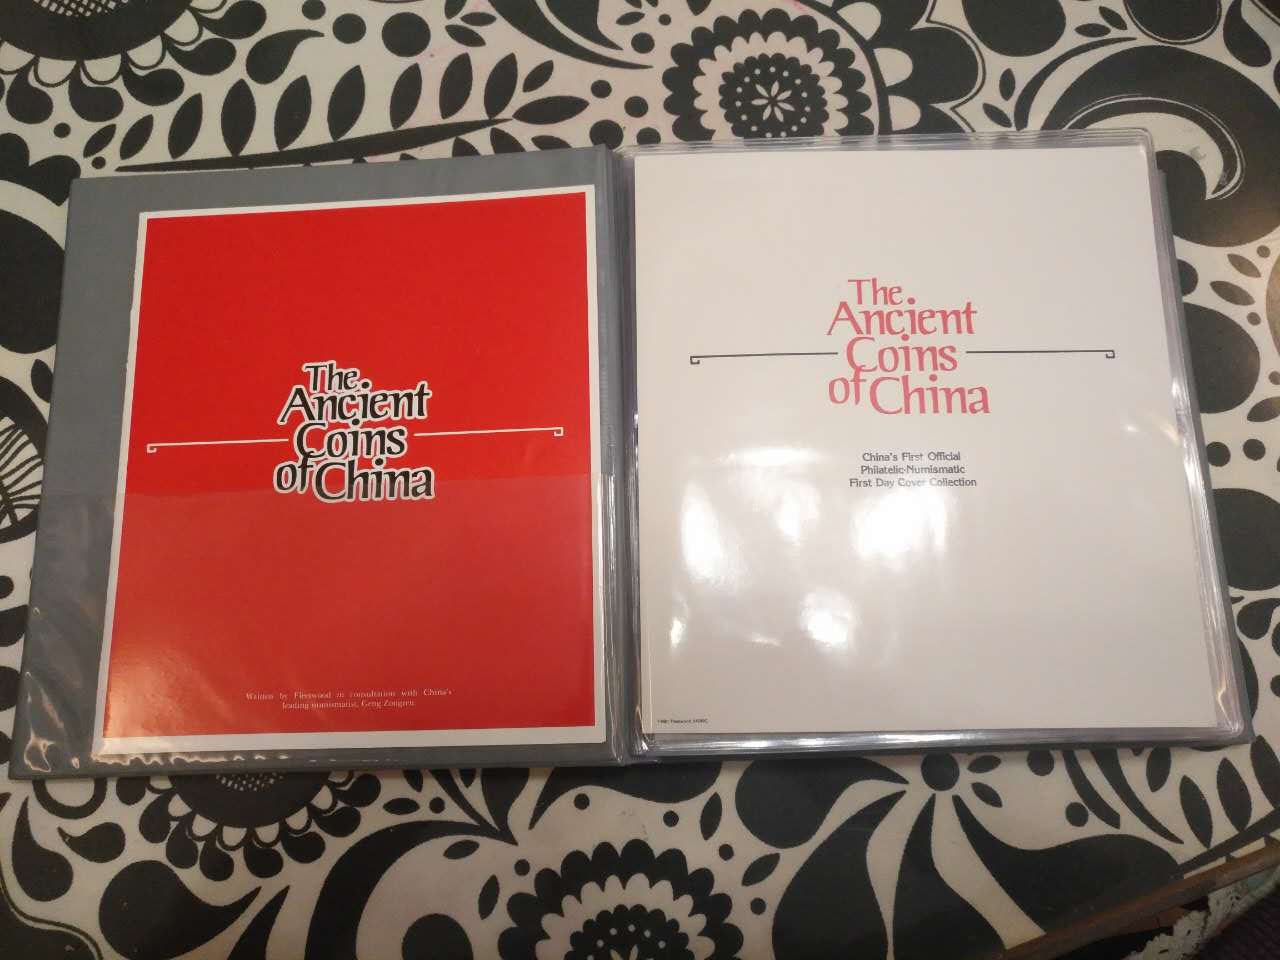 The
Ancient
Coins
of China
Written by Fleetwood in consultation with China's
leading numismatist, Geng Zongren.
The
Ancient
Coins
of China
China's First Official
Philatelic-Numismatic
First Day Cover Collection
Fleetwood